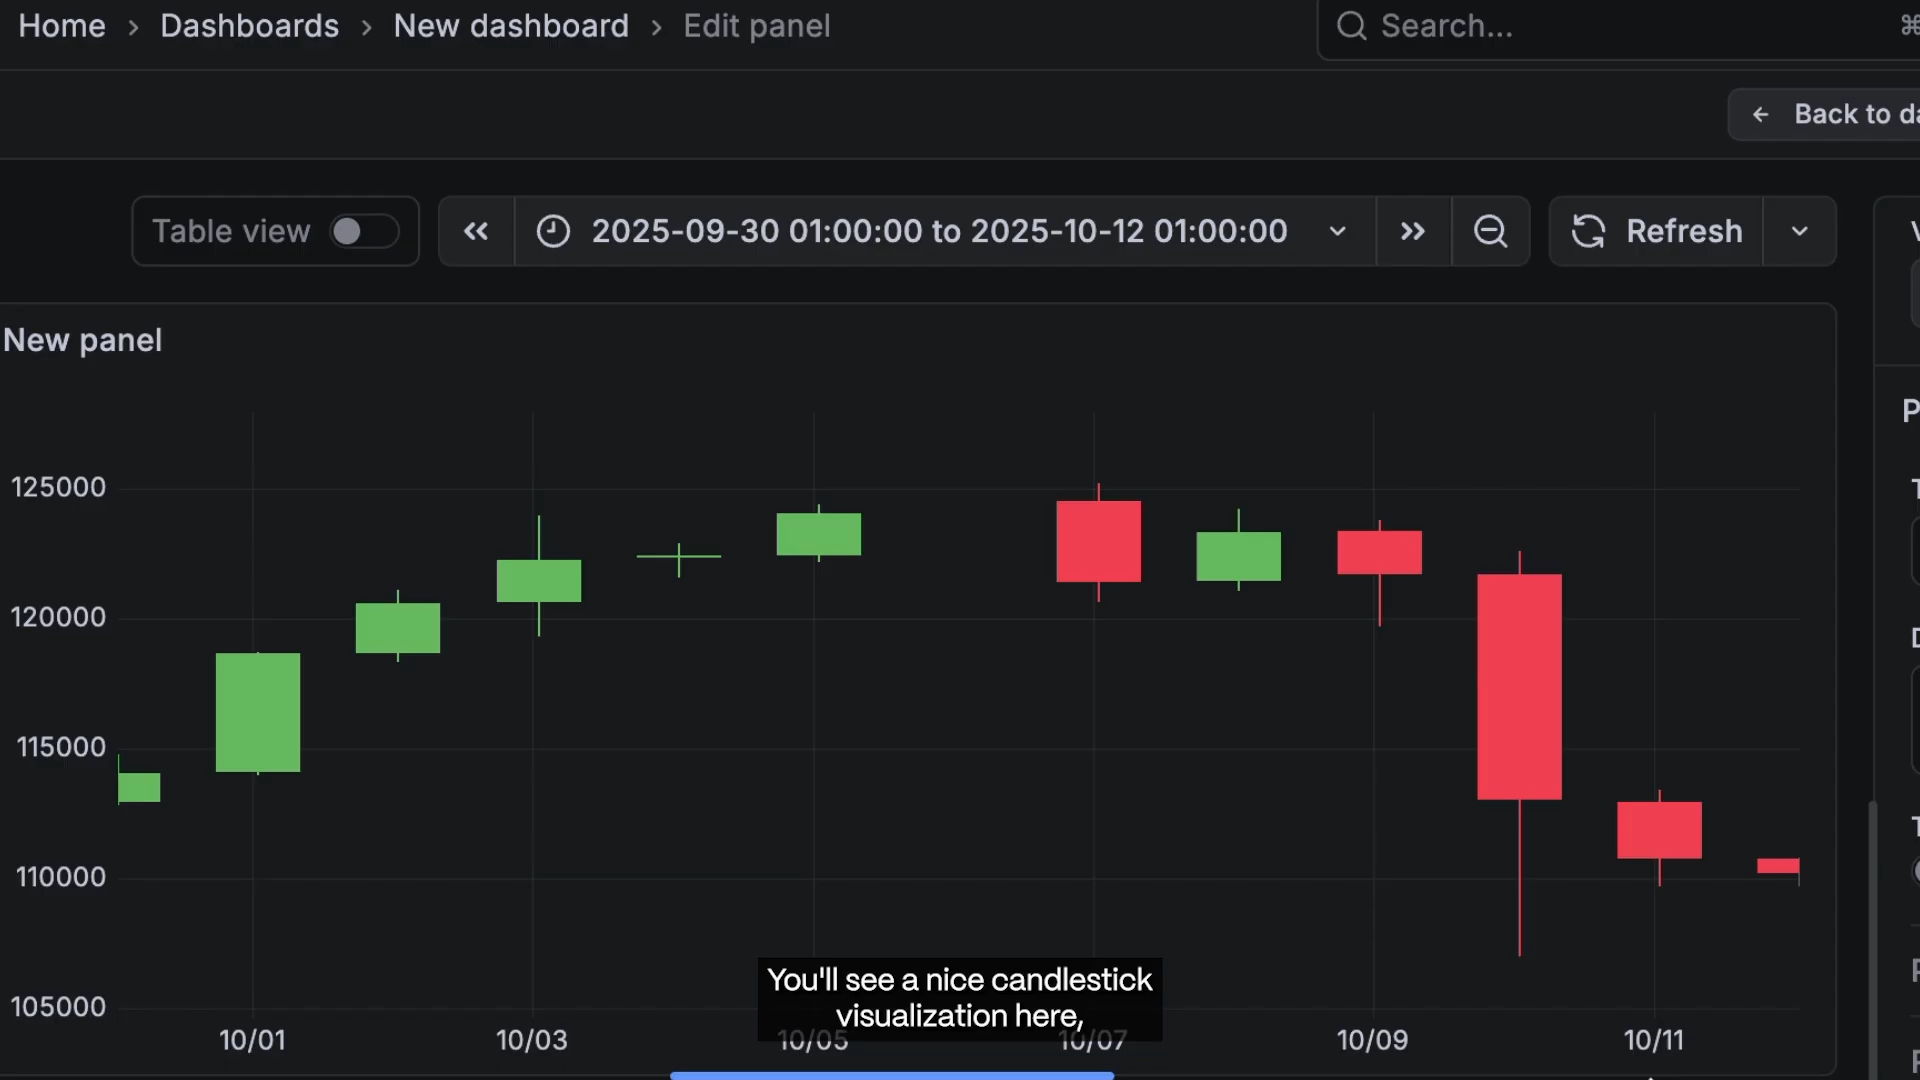 Home › Dashboards › New dashboard › Edit panel
Search...
⌘
← Back to da
Table view
2025-09-30 01:00:00 to 2025-10-12 01:00:00
Refresh
New panel
125000
120000
115000
110000
105000
10/01
10/03
10/05
10/07
10/09
10/11
You'll see a nice candlestick
visualization here,